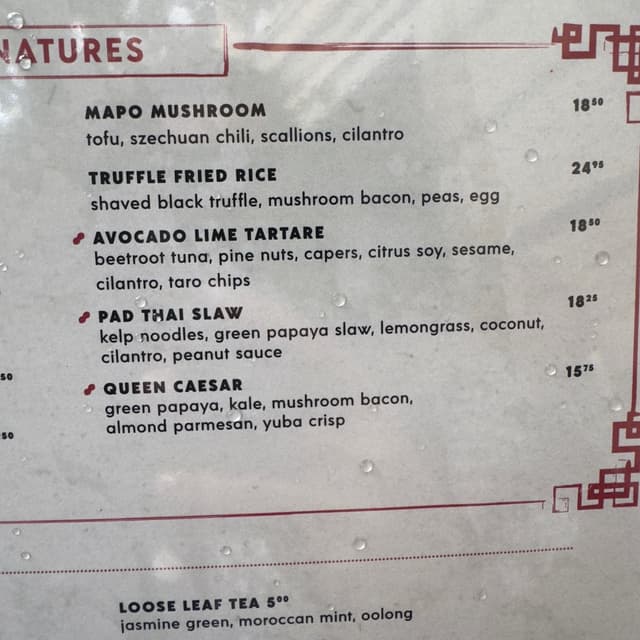 NATURES
MAPO MUSHROOM 18⁵⁰
tofu, szechuan chili, scallions, cilantro
TRUFFLE FRIED RICE 24⁹⁵
shaved black truffle, mushroom bacon, peas, egg
AVOCADO LIME TARTARE 18⁵⁰
beetroot tuna, pine nuts, capers, citrus soy, sesame,
cilantro, taro chips
PAD THAI SLAW 18²⁵
kelp noodles, green papaya slaw, lemongrass, coconut,
cilantro, peanut sauce
50
QUEEN CAESAR 15⁷⁵
green papaya, kale, mushroom bacon,
almond parmesan, yuba crisp
50
LOOSE LEAF TEA 5⁰⁰
jasmine green, moroccan mint, oolong